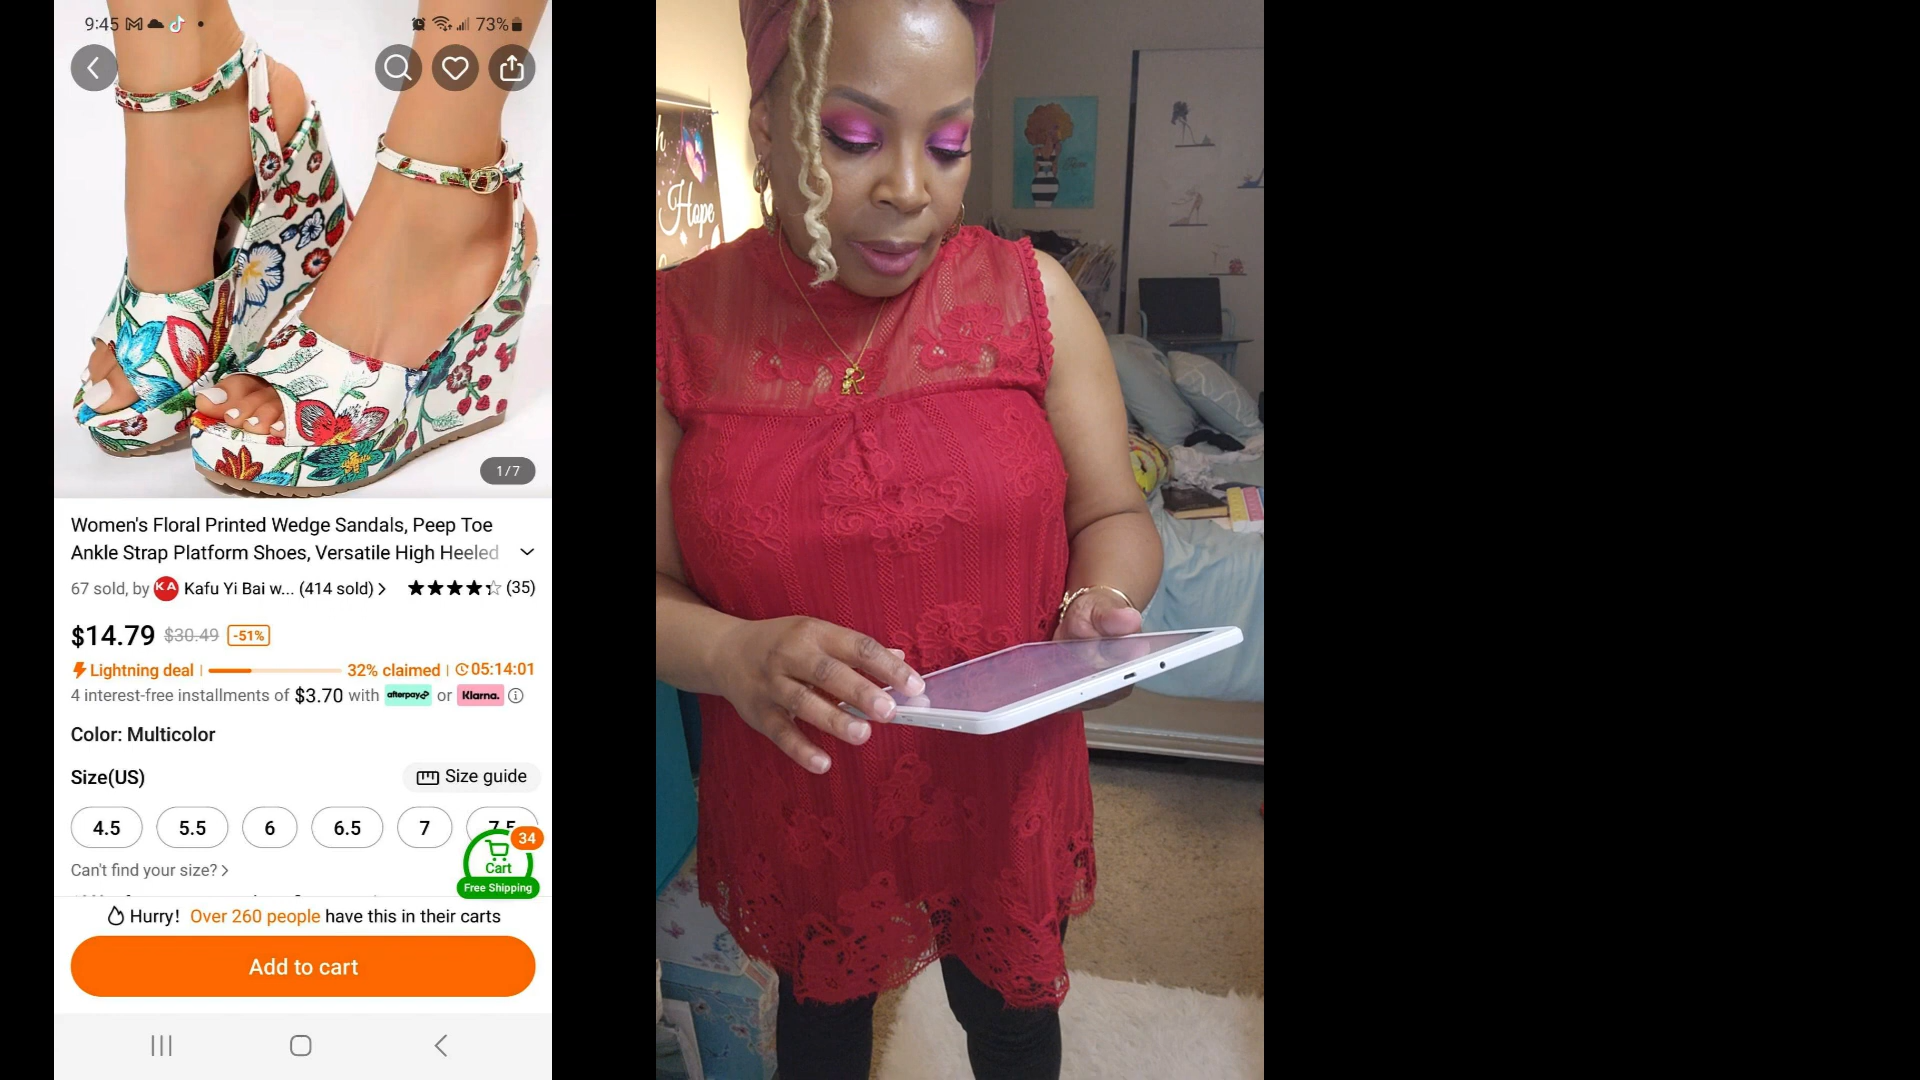 9:45
73%
1/7
Women's Floral Printed Wedge Sandals, Peep Toe
Ankle Strap Platform Shoes, Versatile High Heeled
67 sold, by KA Kafu Yi Bai w... (414 sold) > (35)
$14.79 $30.49 -51%
Lightning deal | 32% claimed | 05:14:01
4 interest-free installments of $3.70 with afterpay or Klarna.
Color: Multicolor
Size(US)
Size guide
4.5 5.5 6 6.5 7 7.5
34
Cart
Free Shipping
Can't find your size? >
Hurry! Over 260 people have this in their carts
Add to cart
Hope